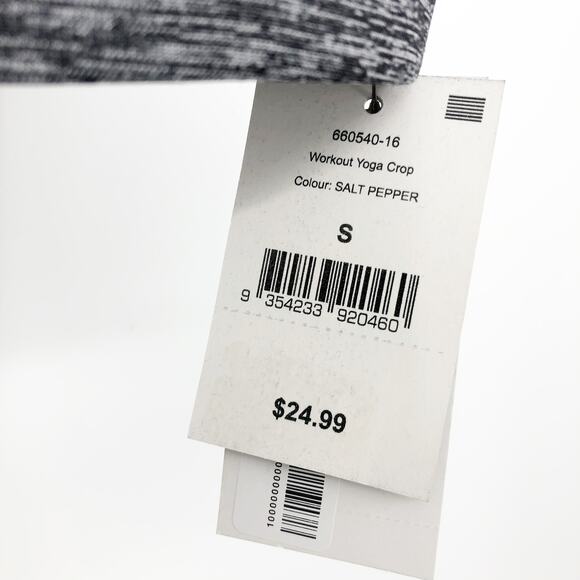 660540-16
Workout Yoga Crop
Colour: SALT PEPPER
S
9 354233 920460
$24.99